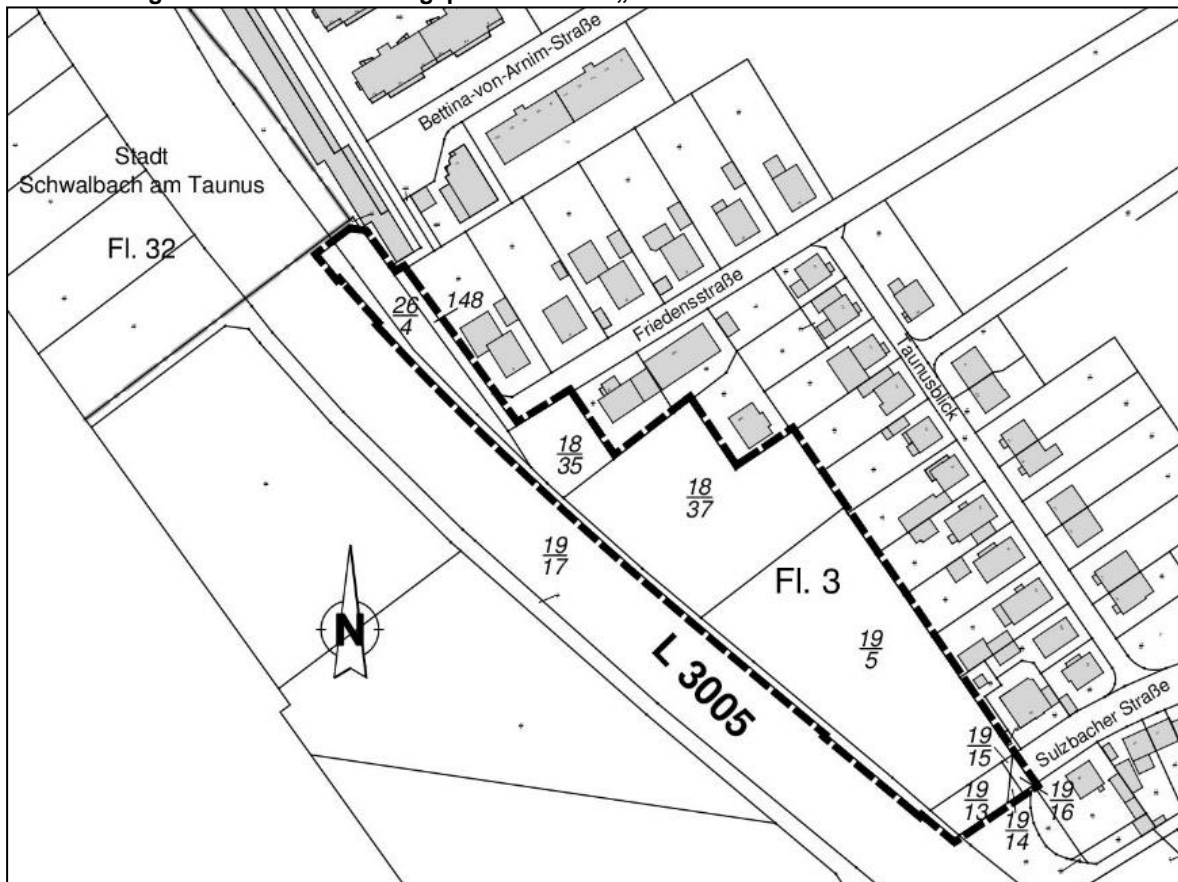 Bettina-von-Arnim-Straße
Stadt
Schwalbach am Taunus
Fl. 32
26
4
148
Friedensstraße
Taunusblick
18
35
18
37
19
17
Fl. 3
N
19
5
L 3005
Sulzbacher Straße
19
15
19
13
19
14
19
16